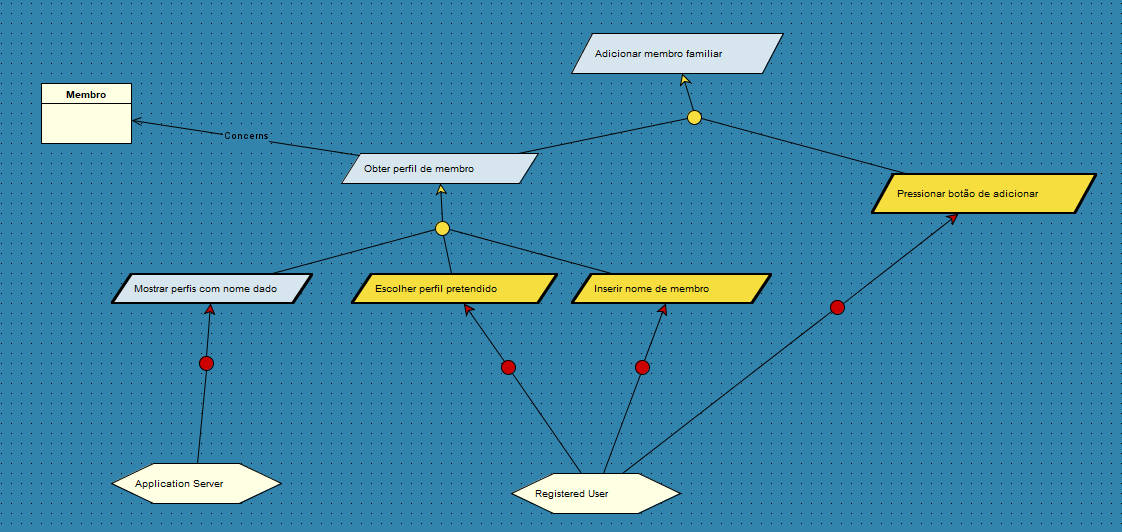 Adicionar membro familiar
Membro
Concerns
Obter perfil de membro
Pressionar botão de adicionar
Mostrar perfis com nome dado
Escolher perfil pretendido
Inserir nome de membro
Application Server
Registered User